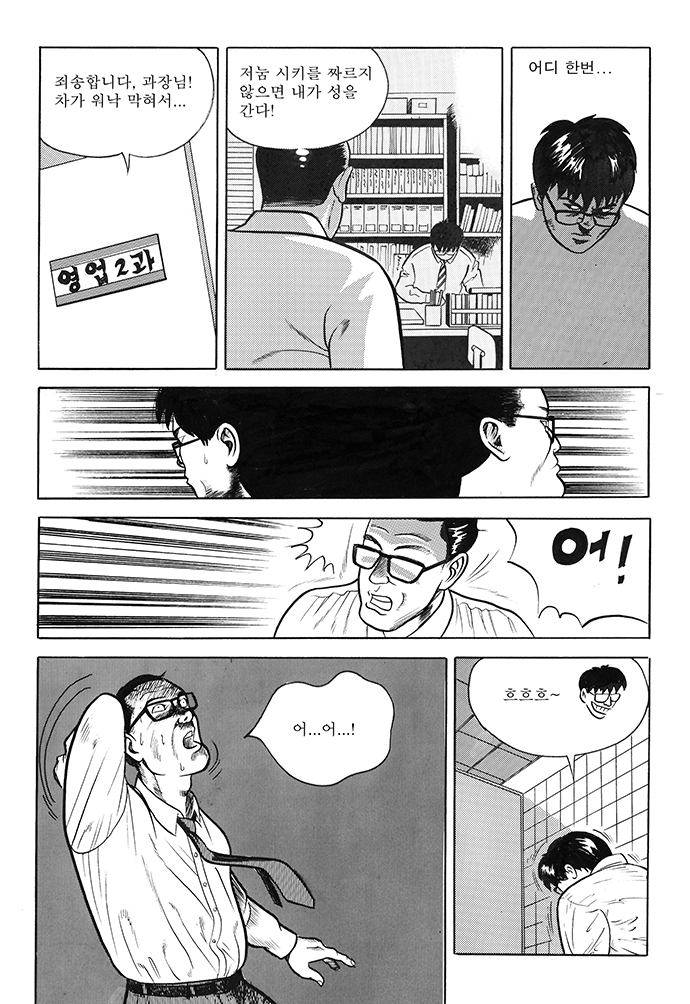 죄송합니다, 과장님!
차가 워낙 막혀서...
영업2과
저눔 시키를 짜르지
않으면 내가 성을
간다!
어디 한번...
어!
어...어...!
흐흐흐~